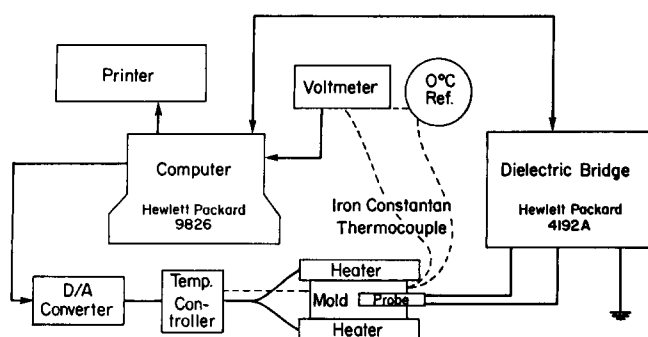 Printer
Voltmeter
0°C
Ref.
Computer
Hewlett Packard
9826
Dielectric Bridge
Hewlett Packard
4192A
Iron Constantan
Thermocouple
D/A
Converter
Temp.
Con-
troller
Heater
Mold
Probe
Heater